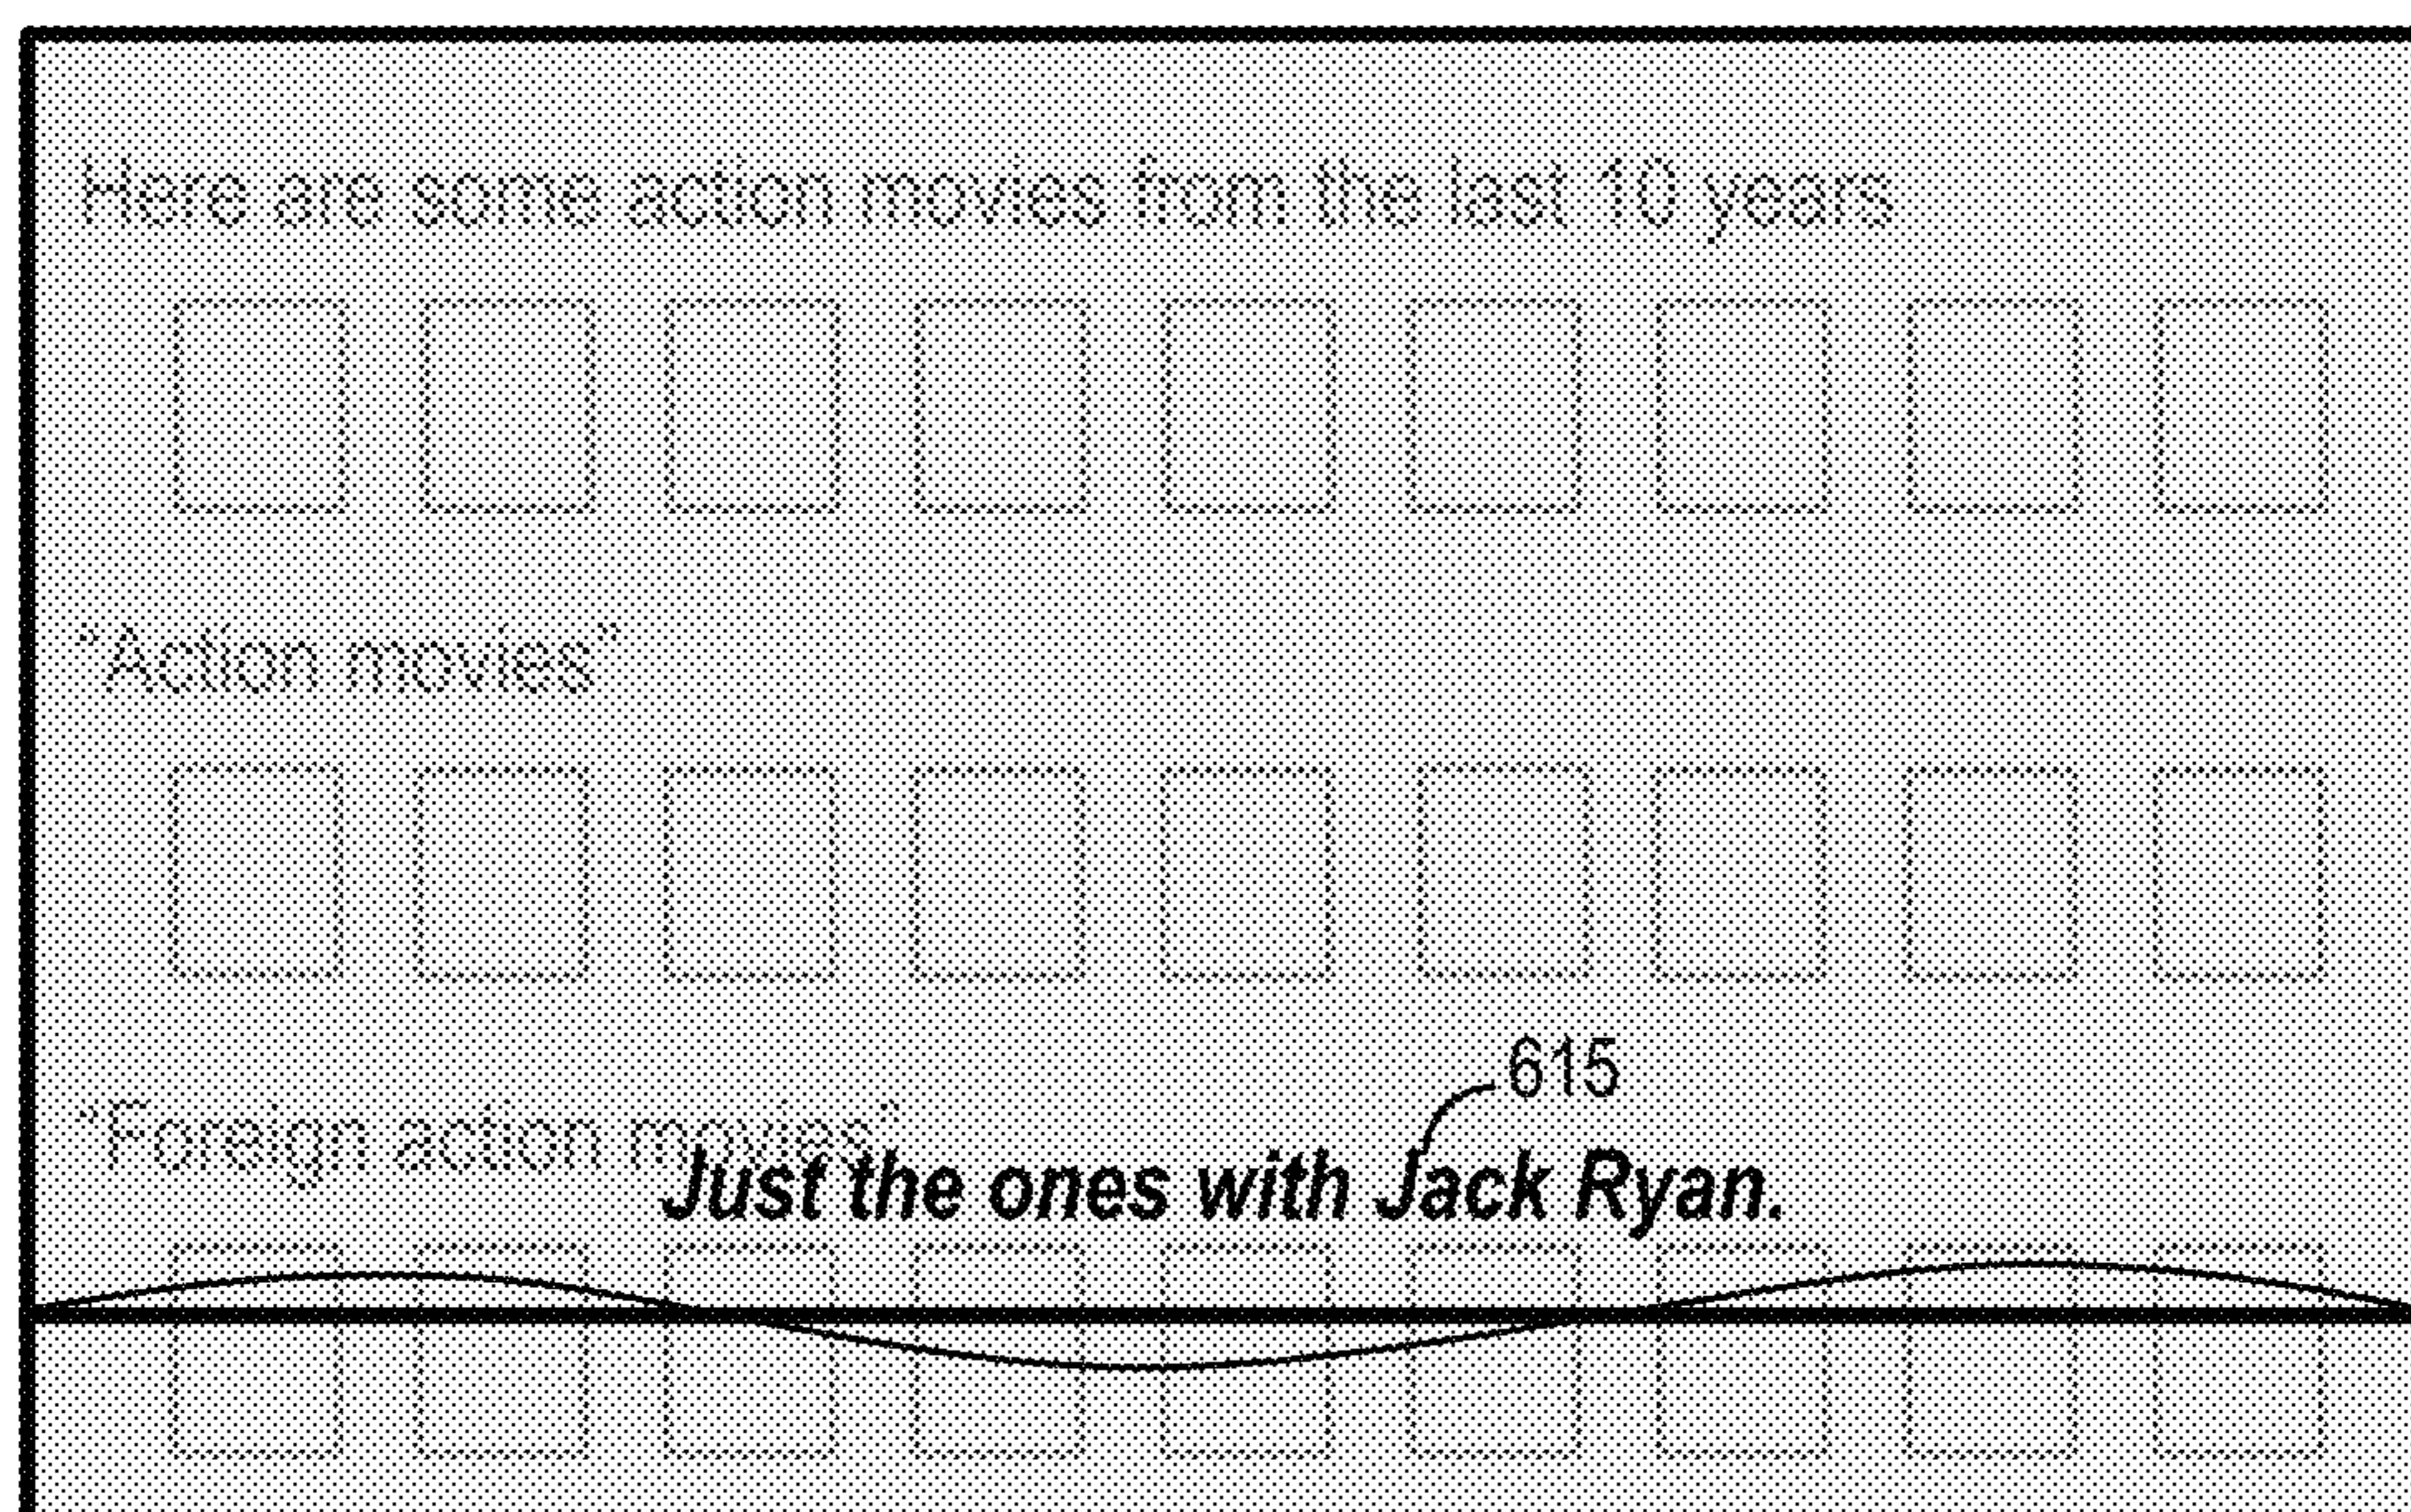 Here are some action movies from the last 10 years
"Action movies"
615
"Foreign action movies"
Just the ones with Jack Ryan.